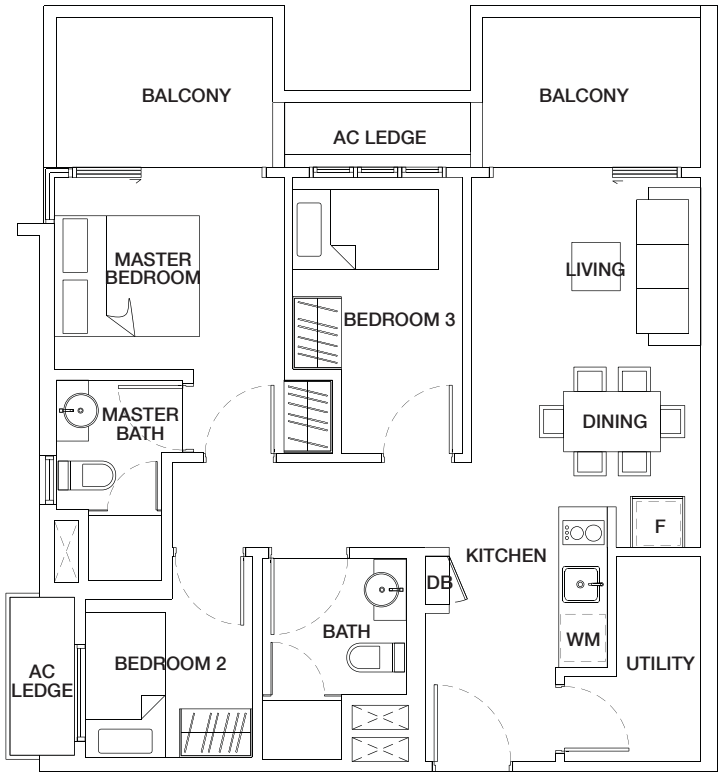 BALCONY
BALCONY
AC LEDGE
MASTER
BEDROOM
LIVING
BEDROOM 3
MASTER
BATH
DINING
F
KITCHEN
DB
BATH
WM
BEDROOM 2
UTILITY
AC
LEDGE